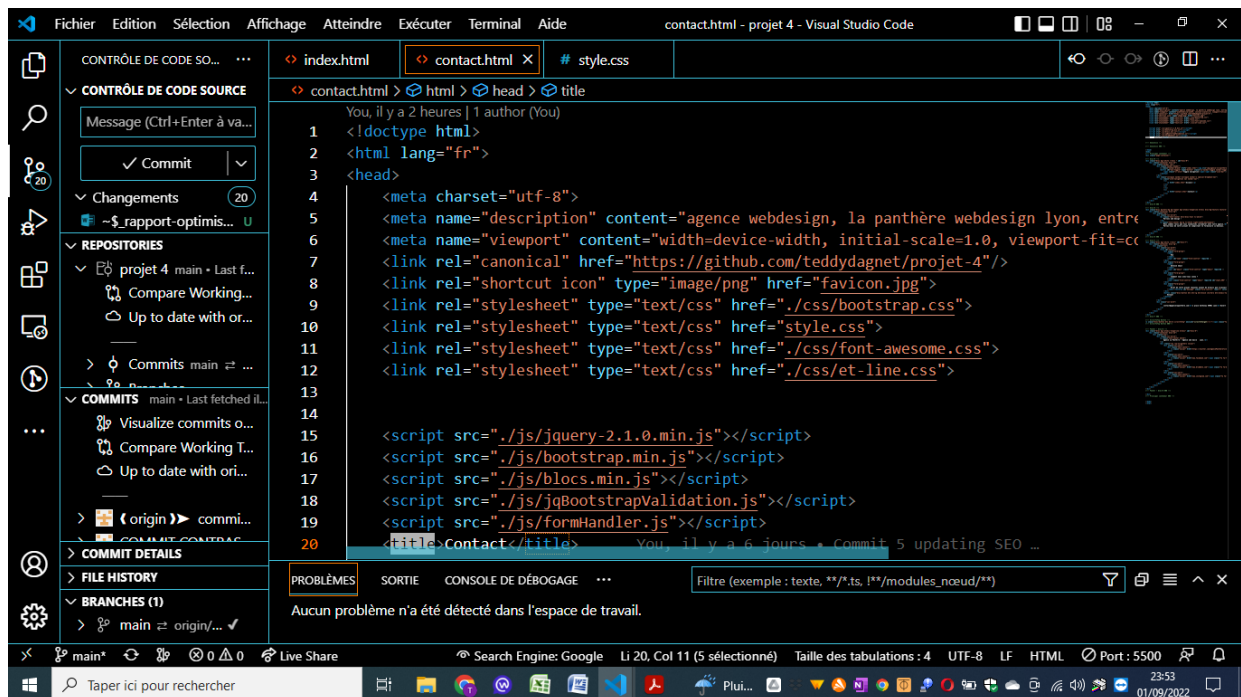 Fichier Edition Sélection Affichage Atteindre Exécuter Terminal Aide contact.html - projet 4 - Visual Studio Code
CONTRÔLE DE CODE SO... ···
index.html contact.html # style.css
CONTRÔLE DE CODE SOURCE
Message (Ctrl+Enter à va...
Commit
20
Changements 20
~$_rapport-optimis... U
REPOSITORIES
projet 4 main • Last f...
Compare Working...
Up to date with or...
Commits main ⇄ ...
Branches
COMMITS main • Last fetched il...
Visualize commits o...
Compare Working T...
Up to date with ori...
origin commi...
COMMIT CONTRAS...
COMMIT DETAILS
FILE HISTORY
BRANCHES (1)
main ⇄ origin/... ✓
contact.html > html > head > title
You, il y a 2 heures | 1 author (You)
1 <!doctype html>
2 <html lang="fr">
3 <head>
4 <meta charset="utf-8">
5 <meta name="description" content="agence webdesign, la panthère webdesign lyon, entre
6 <meta name="viewport" content="width=device-width, initial-scale=1.0, viewport-fit=co
7 <link rel="canonical" href="https://github.com/teddydagnet/projet-4"/>
8 <link rel="shortcut icon" type="image/png" href="favicon.jpg">
9 <link rel="stylesheet" type="text/css" href="./css/bootstrap.css">
10 <link rel="stylesheet" type="text/css" href="style.css">
11 <link rel="stylesheet" type="text/css" href="./css/font-awesome.css">
12 <link rel="stylesheet" type="text/css" href="./css/et-line.css">
13
14
15 <script src="./js/jquery-2.1.0.min.js"></script>
16 <script src="./js/bootstrap.min.js"></script>
17 <script src="./js/blocs.min.js"></script>
18 <script src="./js/jqBootstrapValidation.js"></script>
19 <script src="./js/formHandler.js"></script>
20 <title>Contact</title> You, il y a 6 jours • Commit 5 updating SEO …
PROBLÈMES SORTIE CONSOLE DE DÉBOGAGE ··· Filtre (exemple : texte, **/*.ts, !**/modules_nœud/**)
Aucun problème n'a été détecté dans l'espace de travail.
main* 0 0 Live Share Search Engine: Google Li 20, Col 11 (5 sélectionné) Taille des tabulations : 4 UTF-8 LF HTML Port : 5500
Taper ici pour rechercher Plui... 23:53
01/09/2022